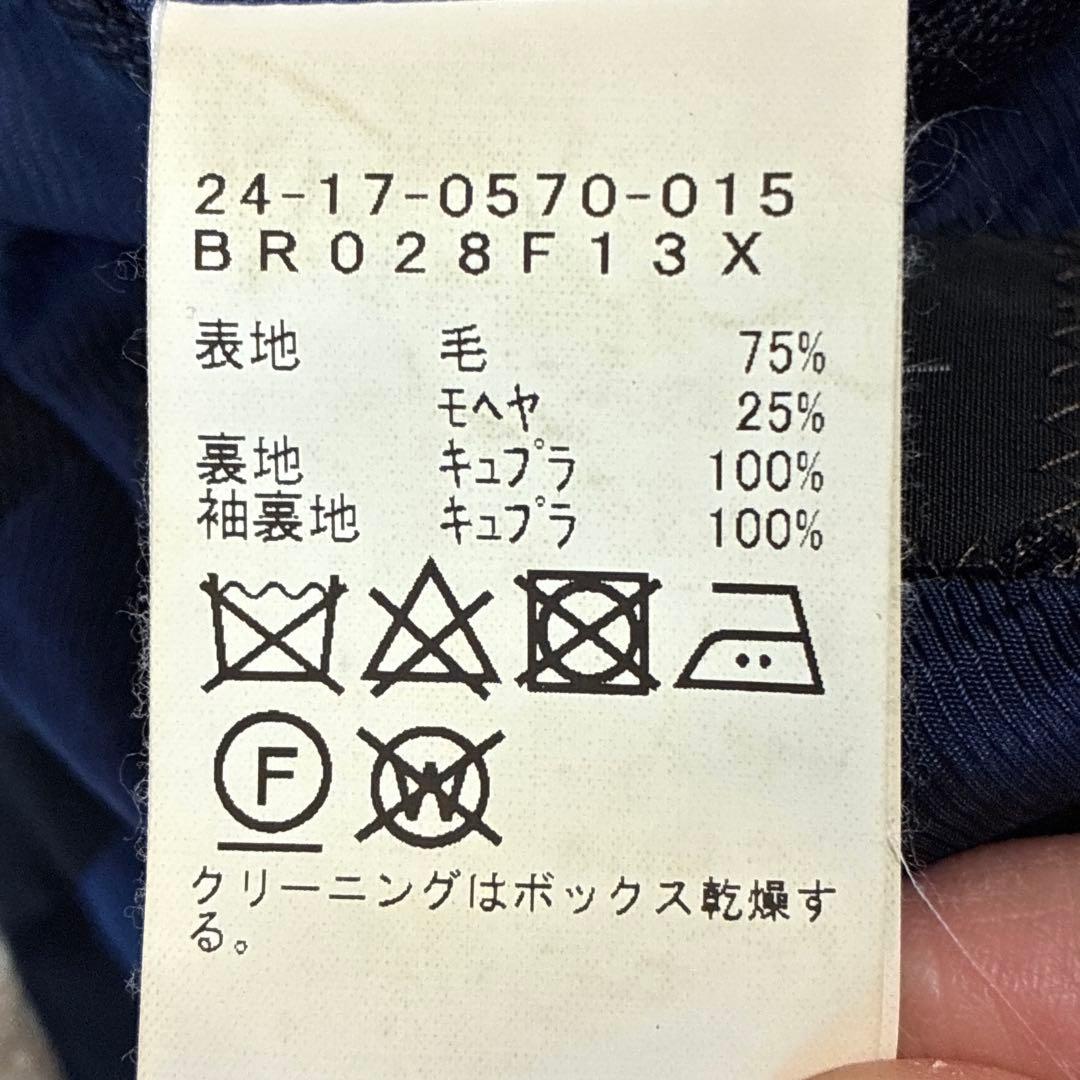 24-17-0570-015
BR028F13X
表地 毛 75%
モヘヤ 25%
裏地 キュプラ 100%
袖裏地 キュプラ 100%
F W
クリーニングはボックス乾燥す
る。